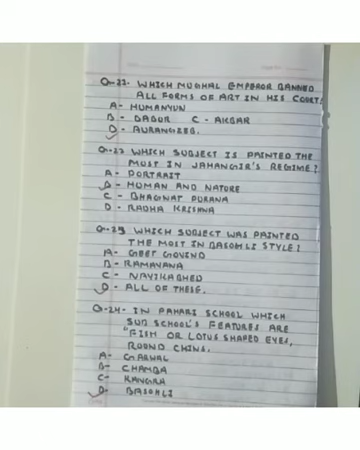 Q-21- WHICH MUGHAL EMPEROR BANNED
ALL FORMS OF ART IN HIS COURT?
A- HUMANYUN
B- BABUR C- AKBAR
D- AURANGZEB.
Q-22 WHICH SUBJECT IS PAINTED THE
MOST IN JAHANGIR'S REGIME?
A- PORTRAIT
B- HUMAN AND NATURE
C- BHAGWAT PURANA
D- RADHA KRISHNA
Q-23 WHICH SUBJECT WAS PAINTED
THE MOST IN BASOHLI STYLE?
A- GEET GOVIND
B- RAMAYANA
C- NAYIKABHED
D- ALL OF THESE.
Q-24- IN PAHARI SCHOOL WHICH
SUB SCHOOL'S FEATURES ARE
"FISH OR LOTUS SHAPED EYES,
ROUND CHINS.
A- GARWAL
B- CHAMBA
C- KANGRA
D- BASOHLI